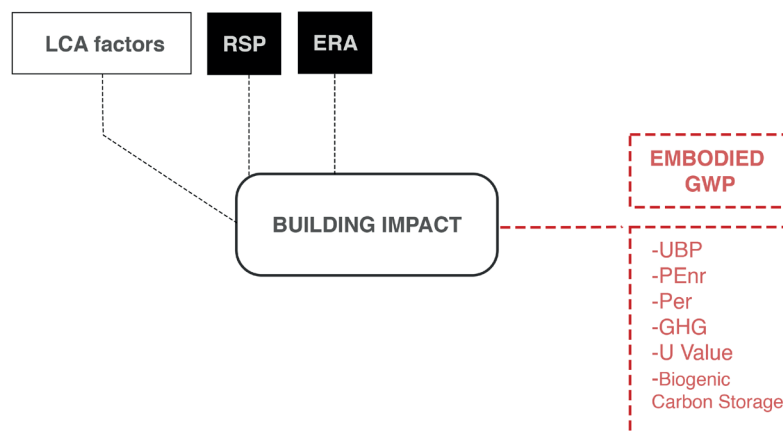 LCA factors
RSP
ERA
BUILDING IMPACT
EMBODIED
GWP
-UBP
-PEnr
-Per
-GHG
-U Value
-Biogenic
Carbon Storage